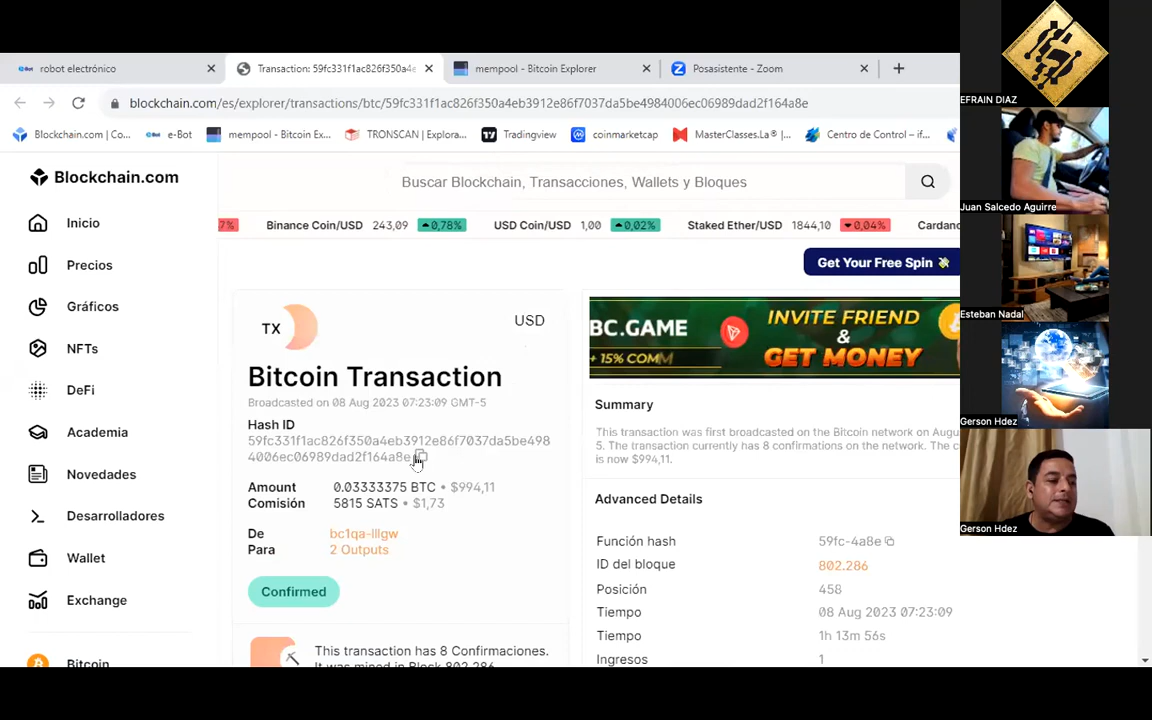 robot electrónico
Transaction: 59fc331f1ac826f350a4e
mempool - Bitcoin Explorer
Posasistente - Zoom
blockchain.com/es/explorer/transactions/btc/59fc331f1ac826f350a4eb3912e86f7037da5be4984006ec06989dad2f164a8e
Blockchain.com | Co...
e-Bot
mempool - Bitcoin Ex...
TRONSCAN | Explora...
Tradingview
coinmarketcap
MasterClasses.La ® |...
Centro de Control – if...
Blockchain.com
Buscar Blockchain, Transacciones, Wallets y Bloques
7%
Binance Coin/USD 243,09 0,78%
USD Coin/USD 1,00 0,02%
Staked Ether/USD 1844,10 0,04%
Cardano
Get Your Free Spin
Inicio
Precios
Gráficos
NFTs
DeFi
Academia
Novedades
Desarrolladores
Wallet
Exchange
Bitcoin
TX
USD
Bitcoin Transaction
Broadcasted on 08 Aug 2023 07:23:09 GMT-5
Hash ID
59fc331f1ac826f350a4eb3912e86f7037da5be498
4006ec06989dad2f164a8e
Amount 0.03333375 BTC • $994,11
Comisión 5815 SATS • $1,73
De bc1qa-lllgw
Para 2 Outputs
Confirmed
This transaction has 8 Confirmaciones.
It was mined in Block 802.286
BC.GAME
+ 15% COMM
INVITE FRIEND
&
GET MONEY
Summary
This transaction was first broadcasted on the Bitcoin network on Augu
5. The transaction currently has 8 confirmations on the network. The c
is now $994,11.
Advanced Details
Función hash 59fc-4a8e
ID del bloque 802.286
Posición 458
Tiempo 08 Aug 2023 07:23:09
Tiempo 1h 13m 56s
Ingresos 1
EFRAIN DIAZ
Juan Salcedo Aguirre
Esteban Nadal
Gerson Hdez
Gerson Hdez